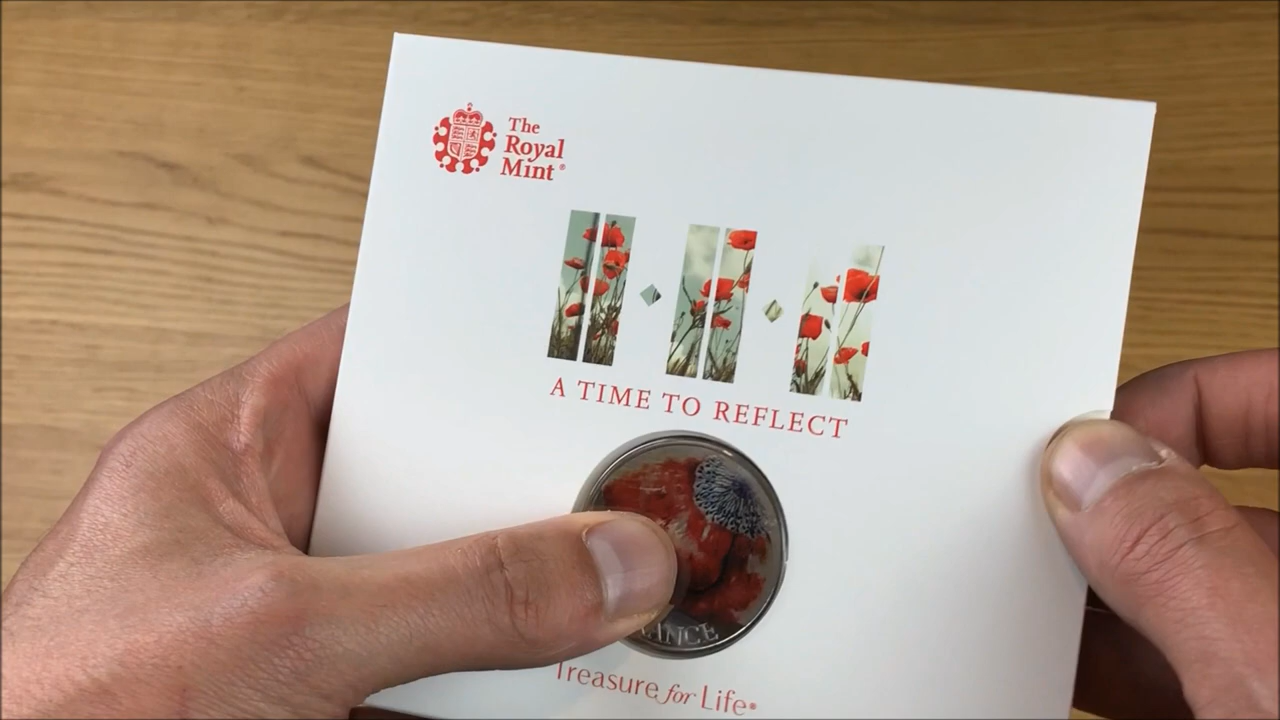 The
Royal
Mint®
11·11·11
A TIME TO REFLECT
Treasure for Life®